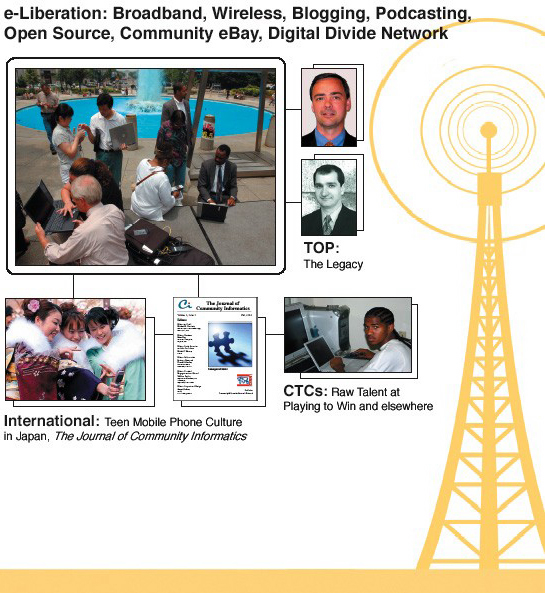 e-Liberation: Broadband, Wireless, Blogging, Podcasting,
Open Source, Community eBay, Digital Divide Network
TOP:
The Legacy
Ci
The Journal of
Community Informatics
CTCs: Raw Talent at
Playing to Win and elsewhere
International: Teen Mobile Phone Culture
in Japan, The Journal of Community Informatics